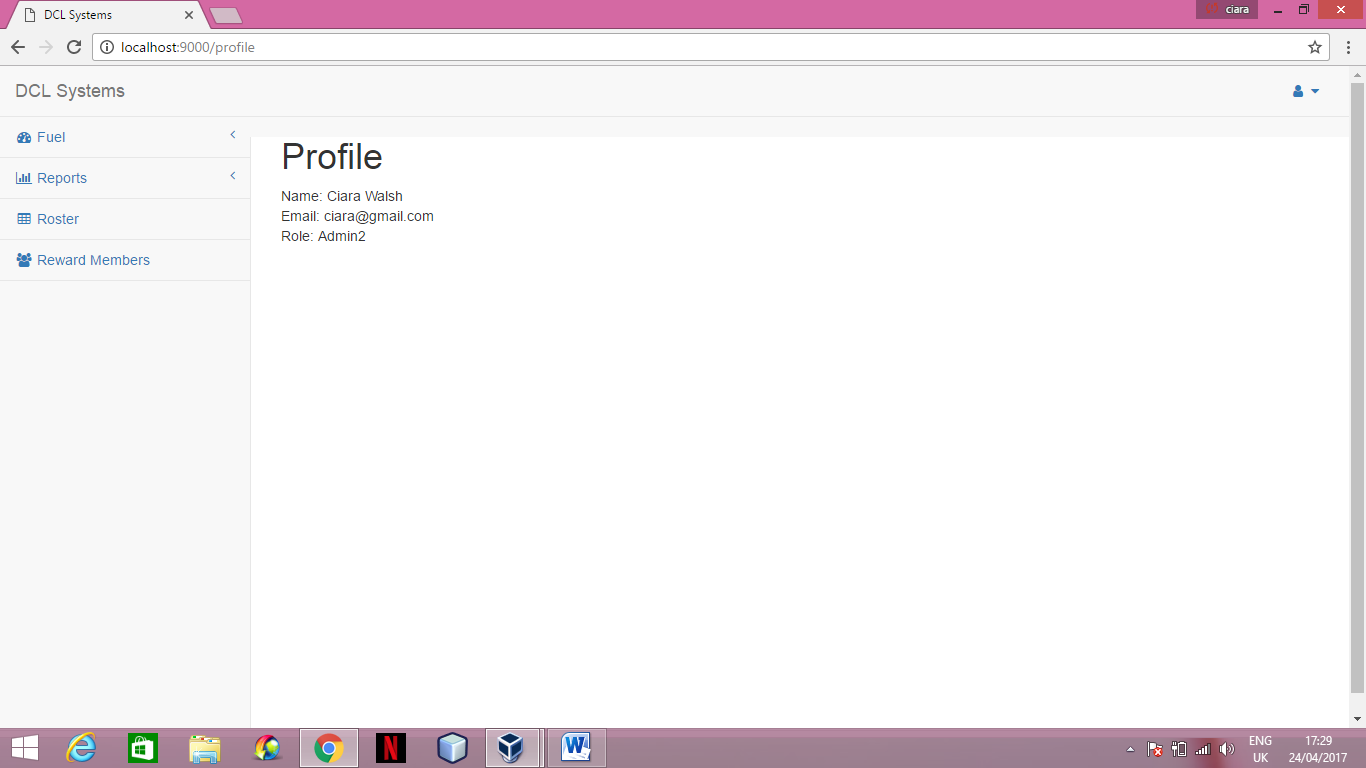 DCL Systems
ciara
localhost:9000/profile
DCL Systems
Fuel
Reports
Roster
Reward Members
Profile
Name: Ciara Walsh
Email: ciara@gmail.com
Role: Admin2
ENG
UK
17:29
24/04/2017